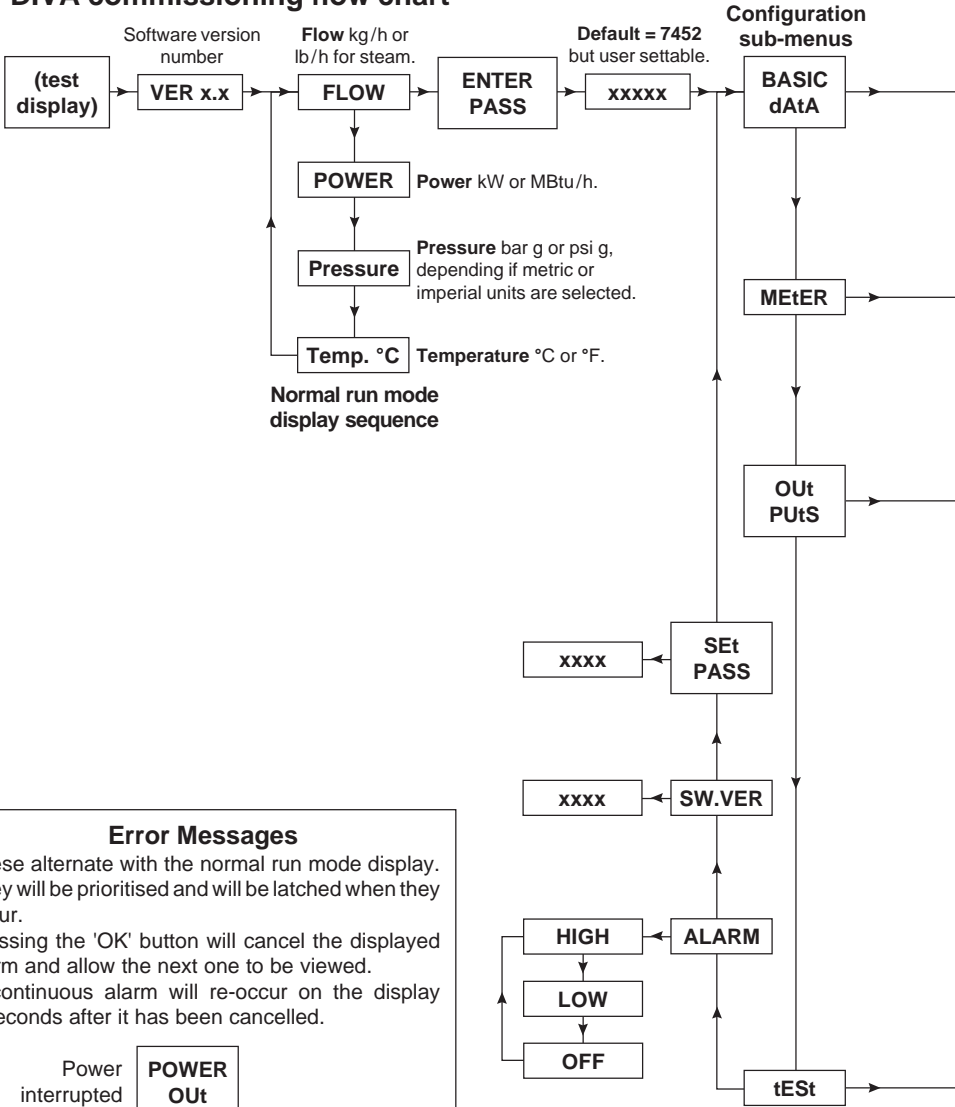 DIVA commissioning flow chart
Software version
number
Flow kg/h or
lb/h for steam.
Default = 7452
but user settable.
Configuration
sub-menus
(test
display)
VER x.x
FLOW
ENTER
PASS
xxxxx
BASIC
dAtA
POWER
Power kW or MBtu/h.
Pressure
Pressure bar g or psi g,
depending if metric or
imperial units are selected.
MEtER
Temp. °C
Temperature °C or °F.
Normal run mode
display sequence
OUt
PUtS
xxxx
SEt
PASS
xxxx
SW.VER
HIGH
ALARM
LOW
OFF
tESt
Error Messages
ese alternate with the normal run mode display.
ey will be prioritised and will be latched when they
ur.
ssing the 'OK' button will cancel the displayed
rm and allow the next one to be viewed.
continuous alarm will re-occur on the display
econds after it has been cancelled.
Power
interrupted
POWER
OUt